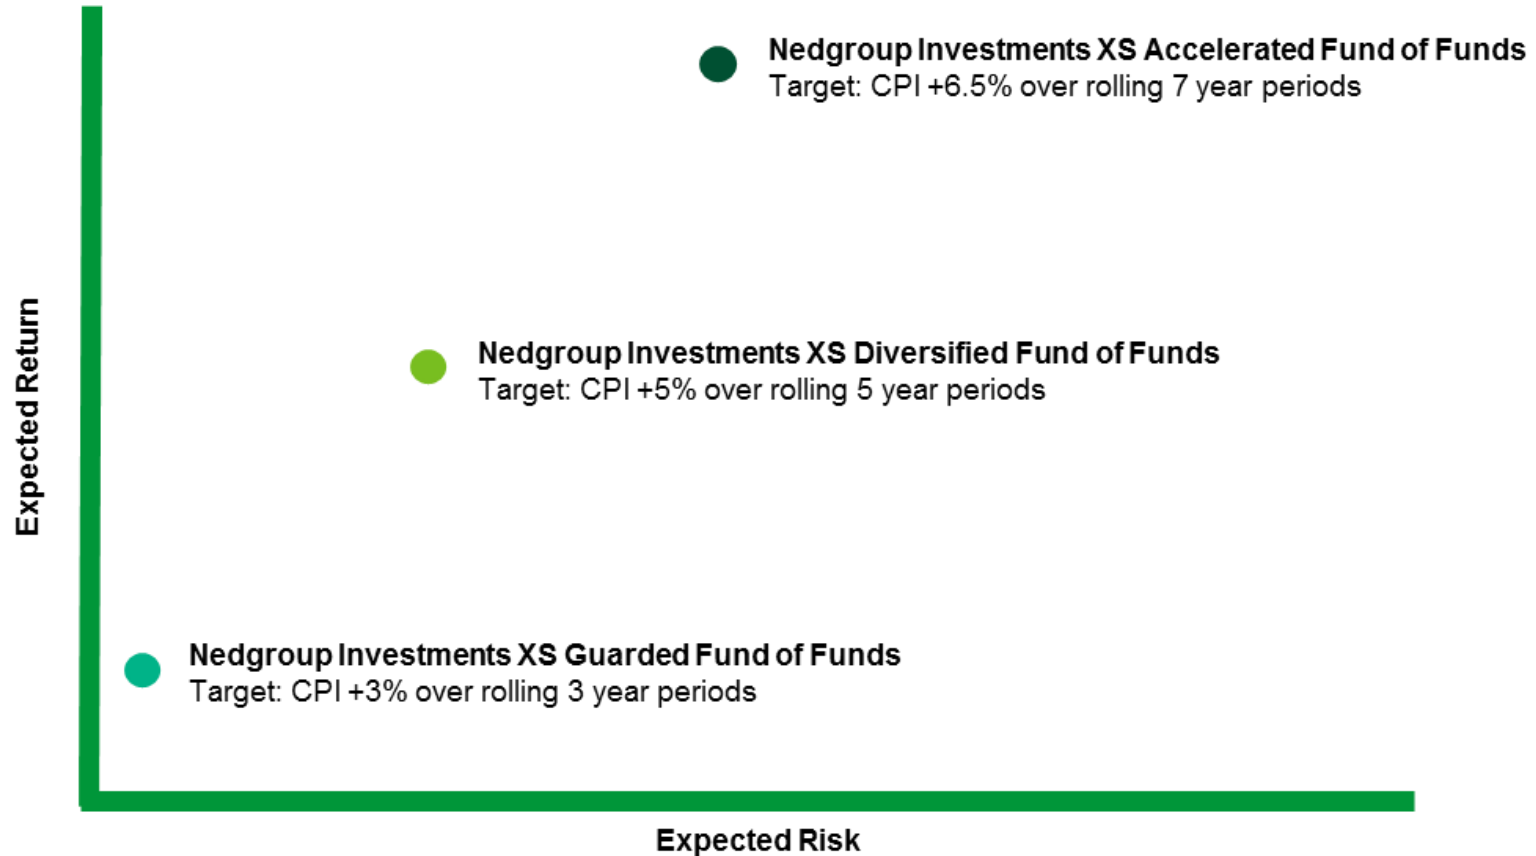 Nedgroup Investments XS Accelerated Fund of Funds
Target: CPI +6.5% over rolling 7 year periods
Expected Return
Nedgroup Investments XS Diversified Fund of Funds
Target: CPI +5% over rolling 5 year periods
Nedgroup Investments XS Guarded Fund of Funds
Target: CPI +3% over rolling 3 year periods
Expected Risk